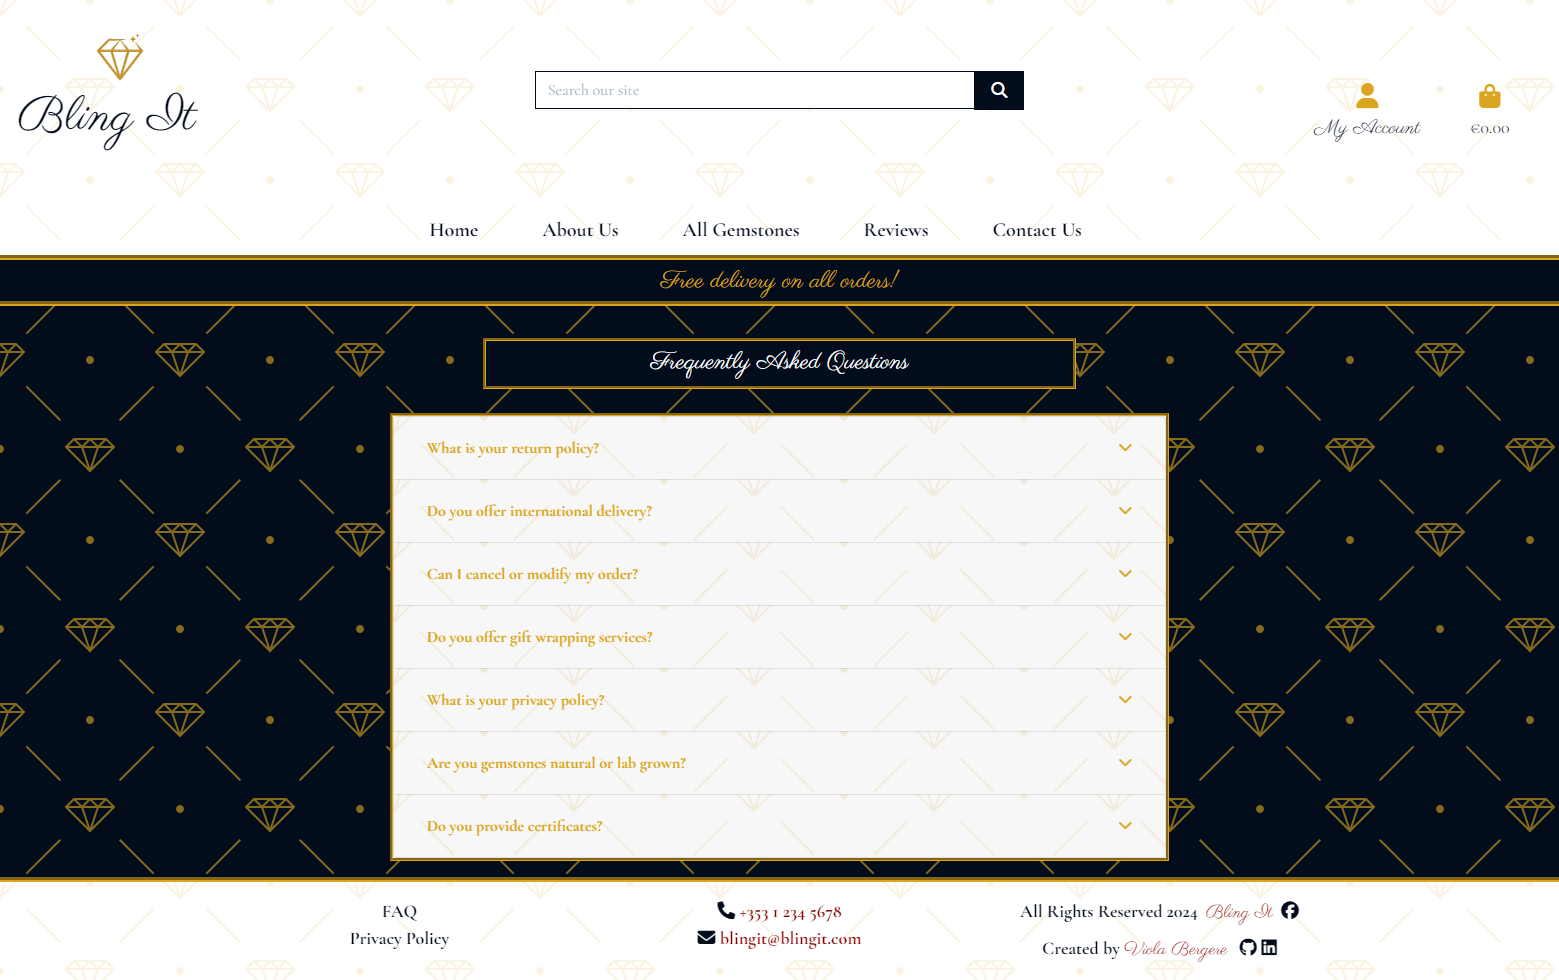 Bling It
Search our site
My Account
€0.00
Home
About Us
All Gemstones
Reviews
Contact Us
Free delivery on all orders!
Frequently Asked Questions
What is your return policy?
Do you offer international delivery?
Can I cancel or modify my order?
Do you offer gift wrapping services?
What is your privacy policy?
Are you gemstones natural or lab grown?
Do you provide certificates?
FAQ
Privacy Policy
+353 1 234 5678
blingit@blingit.com
All Rights Reserved 2024 Bling It
Created by Viola Bergere